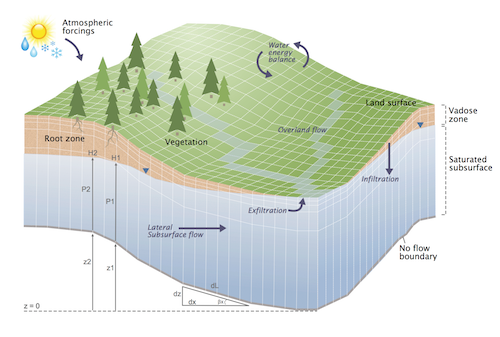 Atmospheric
forcings
Water
energy
balance
Land surface
Vadose
zone
Overland flow
Root zone
Vegetation
H2
H1
Saturated
subsurface
Infiltration
P2
P1
Exfiltration
Lateral
Subsurface flow
No flow
boundary
z2
z1
dL
dz
dx
z = 0